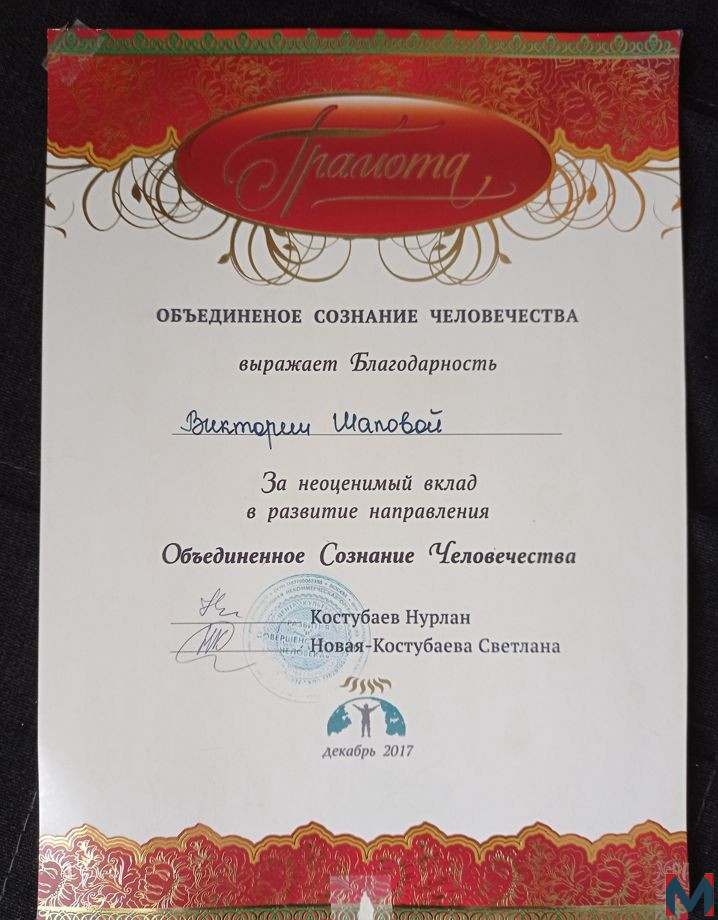 Грамота
ОБЪЕДИНЕНОЕ СОЗНАНИЕ ЧЕЛОВЕЧЕСТВА
выражает Благодарность
Виктории Шаповой
За неоценимый вклад
в развитие направления
Объединенное Сознание Человечества
Костубаев Нурлан
Новая-Костубаева Светлана
декабрь 2017